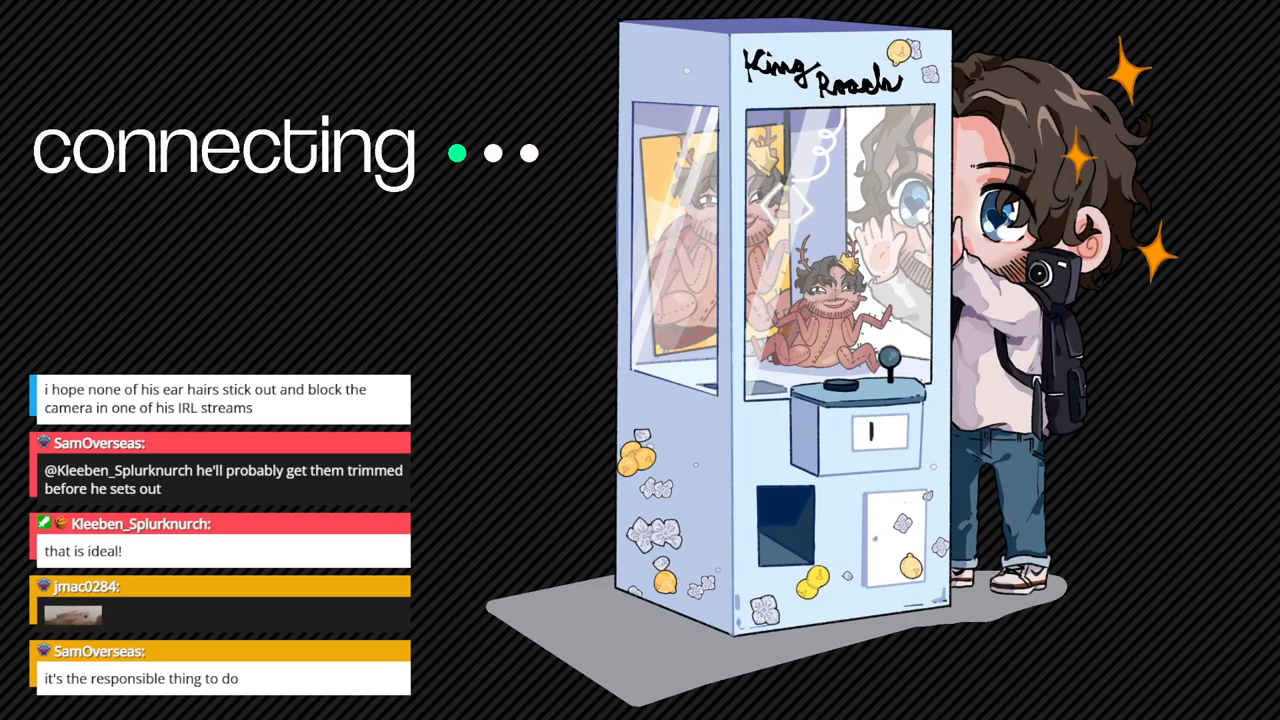 connecting
King
Roach
i hope none of his ear hairs stick out and block the
camera in one of his IRL streams
SamOverseas:
@Kleeben_Splurknurch he'll probably get them trimmed
before he sets out
Kleeben_Splurknurch:
that is ideal!
jmac0284:
SamOverseas:
it's the responsible thing to do